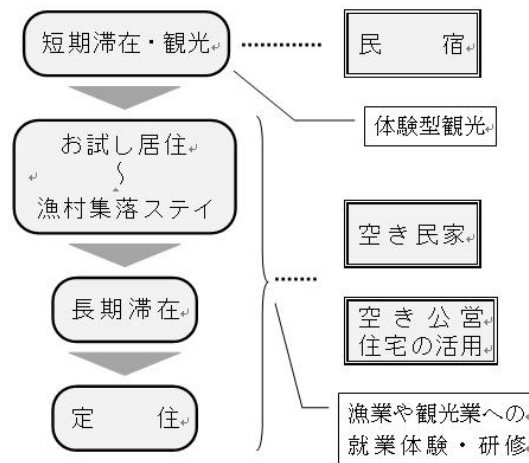 短期滞在・観光
民　　宿
体験型観光
お試し居住
～
漁村集落ステイ
空き民家
長期滞在
空き公営
住宅の活用
定　　住
漁業や観光業への
就業体験・研修